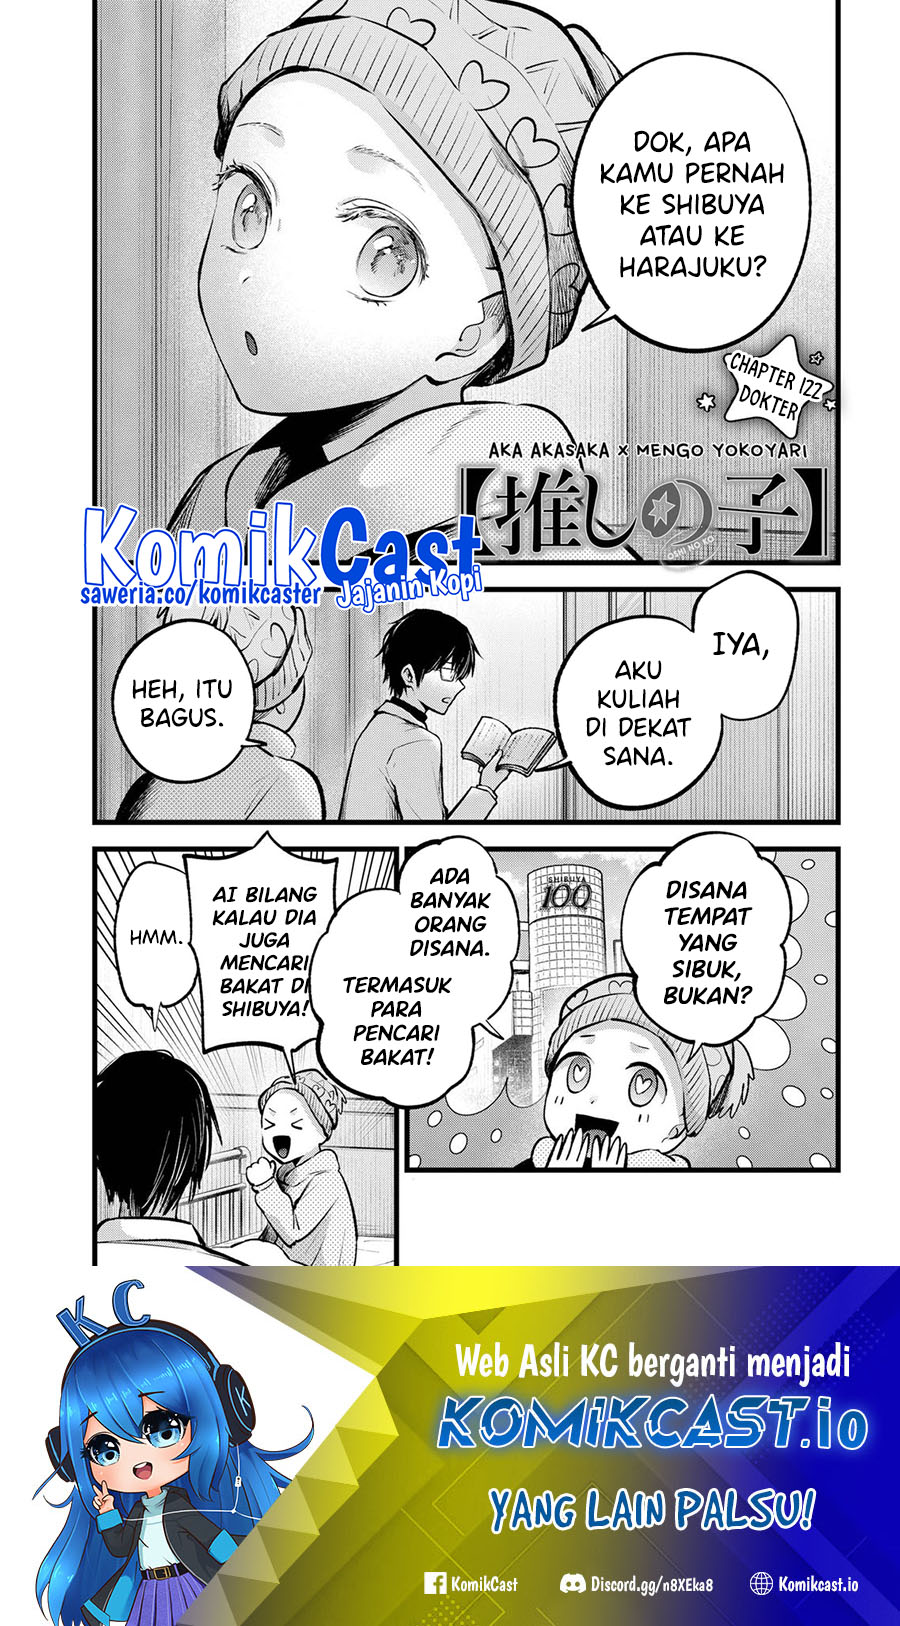 DOK, APA
KAMU PERNAH
KE SHIBUYA
ATAU KE
HARAJUKU?
CHAPTER 122
DOKTER
AKA AKASAKA x MENGO YOKOYARI
【推しの子】
OSHI NO KO
KomikCast
saweria.co/komikcaster Jajanin Kopi
IYA,
AKU
KULIAH
DI DEKAT
SANA.
HEH, ITU
BAGUS.
DISANA
TEMPAT
YANG
SIBUK,
BUKAN?
SHIBUYA
100
ADA
BANYAK
ORANG
DISANA.
TERMASUK
PARA
PENCARI
BAKAT!
AI BILANG
KALAU DIA
JUGA
MENCARI
BAKAT DI
SHIBUYA!
HMM.
KC
K
Web Asli KC berganti menjadi
KOMIKCAST.io
YANG LAIN PALSU!
KomikCast
Discord.gg/n8XEka8
Komikcast.io